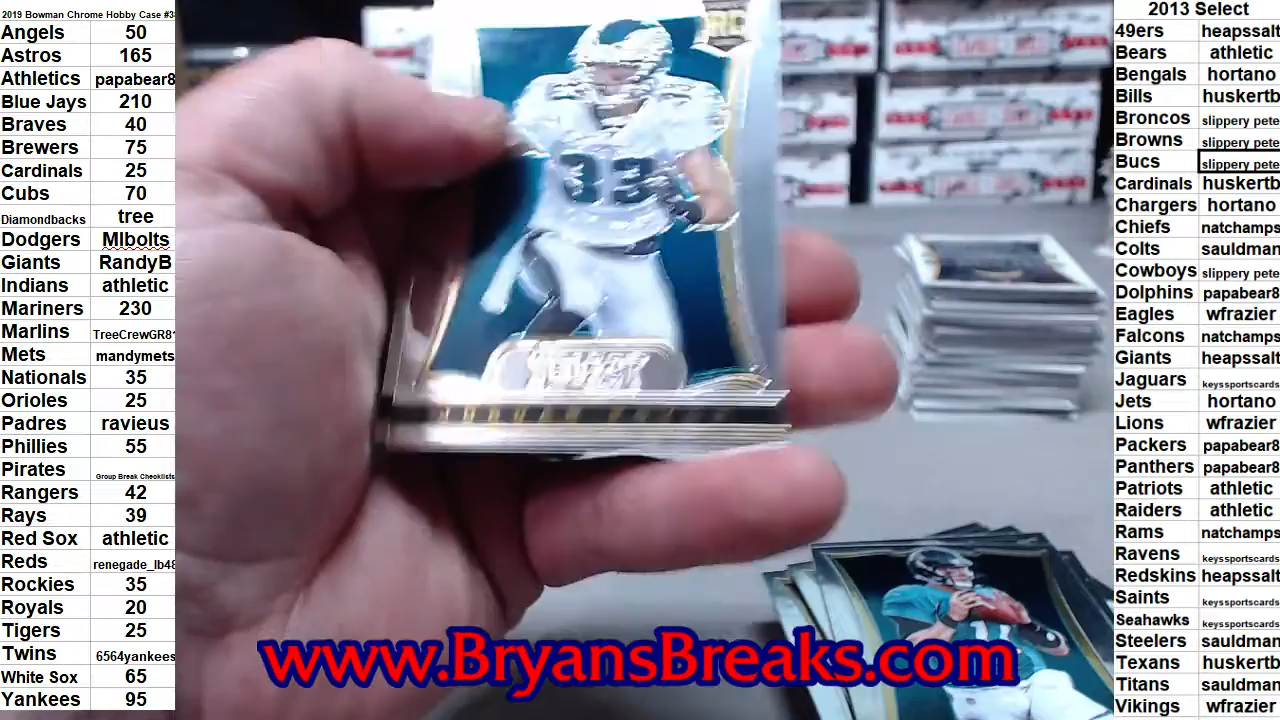 2019 Bowman Chrome Hobby Case #3
Angels 50
Astros 165
Athletics papabear8
Blue Jays 210
Braves 40
Brewers 75
Cardinals 25
Cubs 70
Diamondbacks tree
Dodgers Mlbolts
Giants RandyB
Indians athletic
Mariners 230
Marlins TreeCrewGR8
Mets mandymets
Nationals 35
Orioles 25
Padres ravieus
Phillies 55
Pirates Group Break Checklists
Rangers 42
Rays 39
Red Sox athletic
Reds renegade_lb48
Rockies 35
Royals 20
Tigers 25
Twins 6564yankees
White Sox 65
Yankees 95
RC
www.BryansBreaks.com
11
2013 Select
49ers heapssalt
Bears athletic
Bengals hortano
Bills huskertb
Broncos slippery pete
Browns slippery pete
Bucs slippery pete
Cardinals huskertb
Chargers hortano
Chiefs natchamps
Colts sauldman
Cowboys slippery pete
Dolphins papabear8
Eagles wfrazier
Falcons natchamps
Giants heapssalt
Jaguars keyssportscards
Jets hortano
Lions wfrazier
Packers papabear8
Panthers papabear8
Patriots athletic
Raiders athletic
Rams natchamps
Ravens keyssportscards
Redskins heapssalt
Saints keyssportscards
Seahawks keyssportscards
Steelers sauldman
Texans huskertb
Titans sauldman
Vikings wfrazier